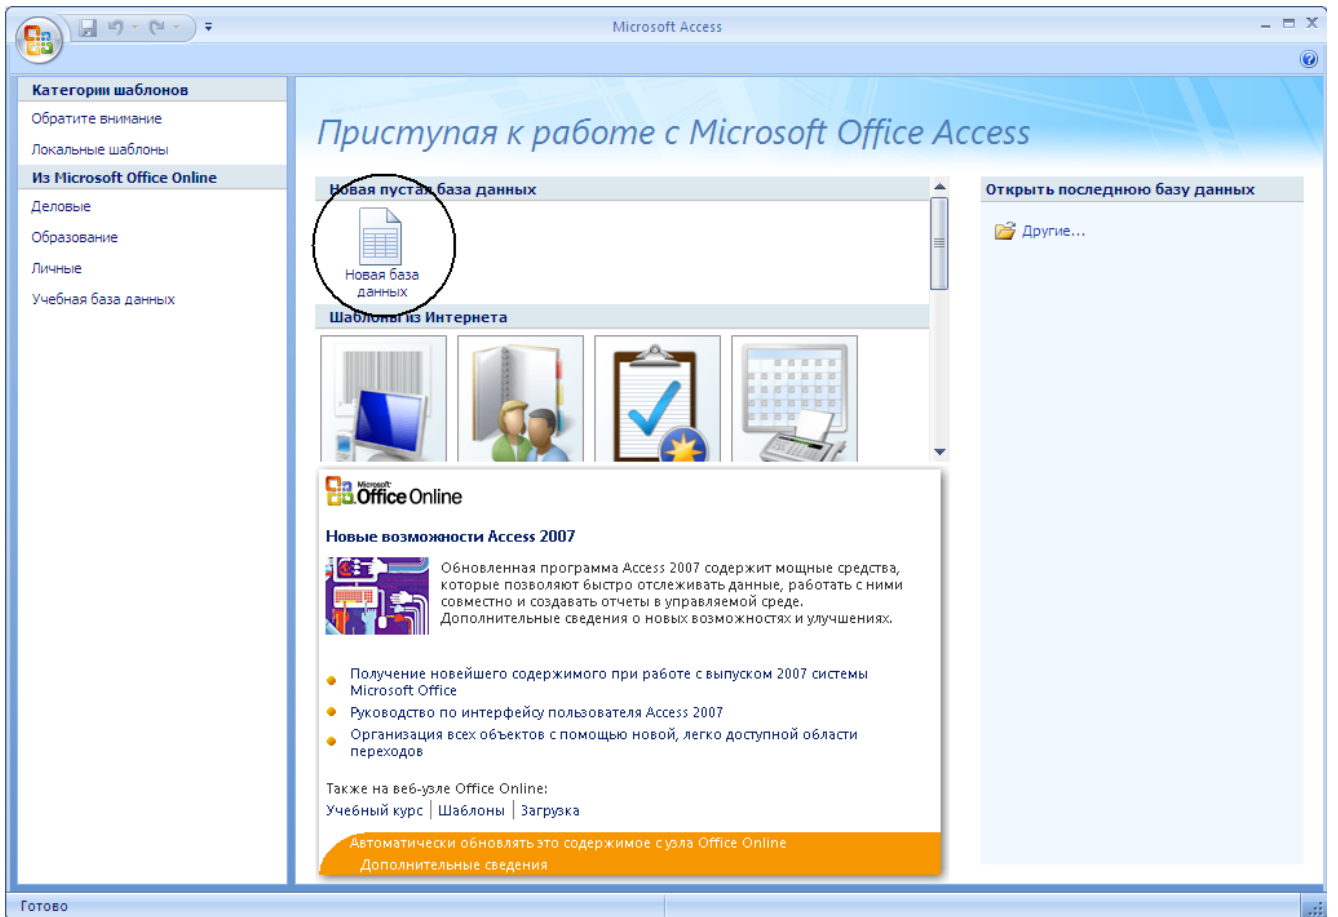 Microsoft Access
Категории шаблонов
Обратите внимание
Локальные шаблоны
Из Microsoft Office Online
Деловые
Образование
Личные
Учебная база данных
Приступая к работе с Microsoft Office Access
Новая пустая база данных
Новая база
данных
Шаблоны из Интернета
Microsoft
Office Online
Новые возможности Access 2007
Обновленная программа Access 2007 содержит мощные средства,
которые позволяют быстро отслеживать данные, работать с ними
совместно и создавать отчеты в управляемой среде.
Дополнительные сведения о новых возможностях и улучшениях.
Получение новейшего содержимого при работе с выпуском 2007 системы
Microsoft Office
Руководство по интерфейсу пользователя Access 2007
Организация всех объектов с помощью новой, легко доступной области
переходов
Также на веб-узле Office Online:
Учебный курс | Шаблоны | Загрузка
Автоматически обновлять это содержимое с узла Office Online
Дополнительные сведения
Открыть последнюю базу данных
Другие...
Готово